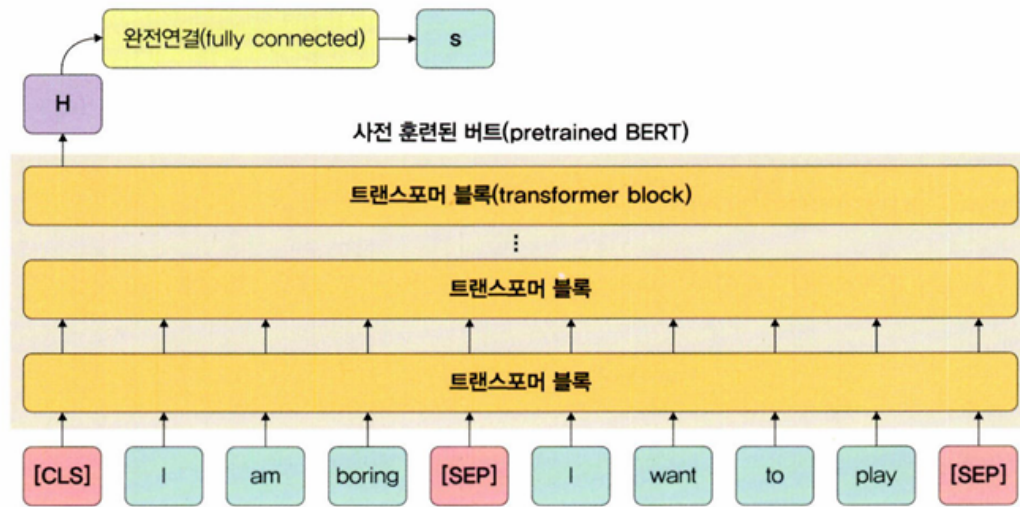 완전연결(fully connected)
s
H
사전 훈련된 버트(pretrained BERT)
트랜스포머 블록(transformer block)
⋮
트랜스포머 블록
트랜스포머 블록
[CLS] I am boring [SEP] I want to play [SEP]